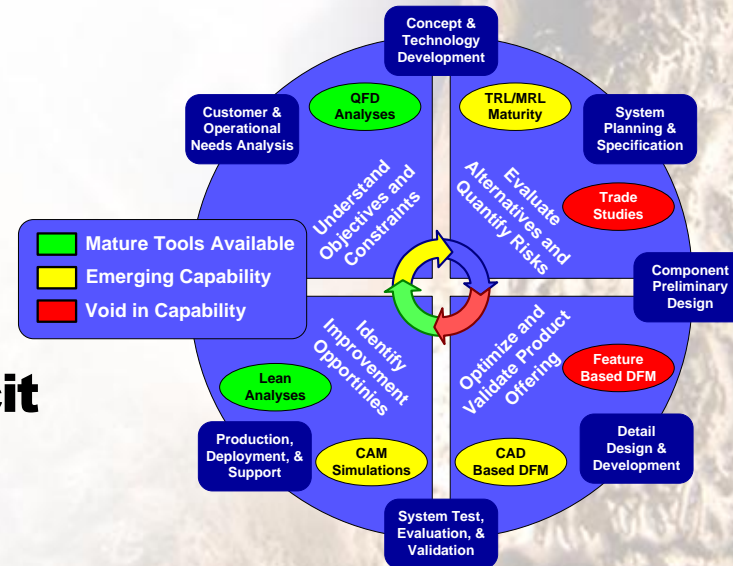 Concept &
Technology
Development
QFD
Analyses
TRL/MRL
Maturity
Customer &
Operational
Needs Analysis
System
Planning &
Specification
Understand
Objectives and
Constraints
Evaluate
Alternatives and
Quantify Risks
Trade
Studies
Mature Tools Available
Emerging Capability
Void in Capability
Component
Preliminary
Design
Identify
Improvement
Opportinies
Optimize and
Validate Product
Offering
Feature
Based DFM
Lean
Analyses
Production,
Deployment, &
Support
CAM
Simulations
CAD
Based DFM
Detail
Design &
Development
System Test,
Evaluation, &
Validation